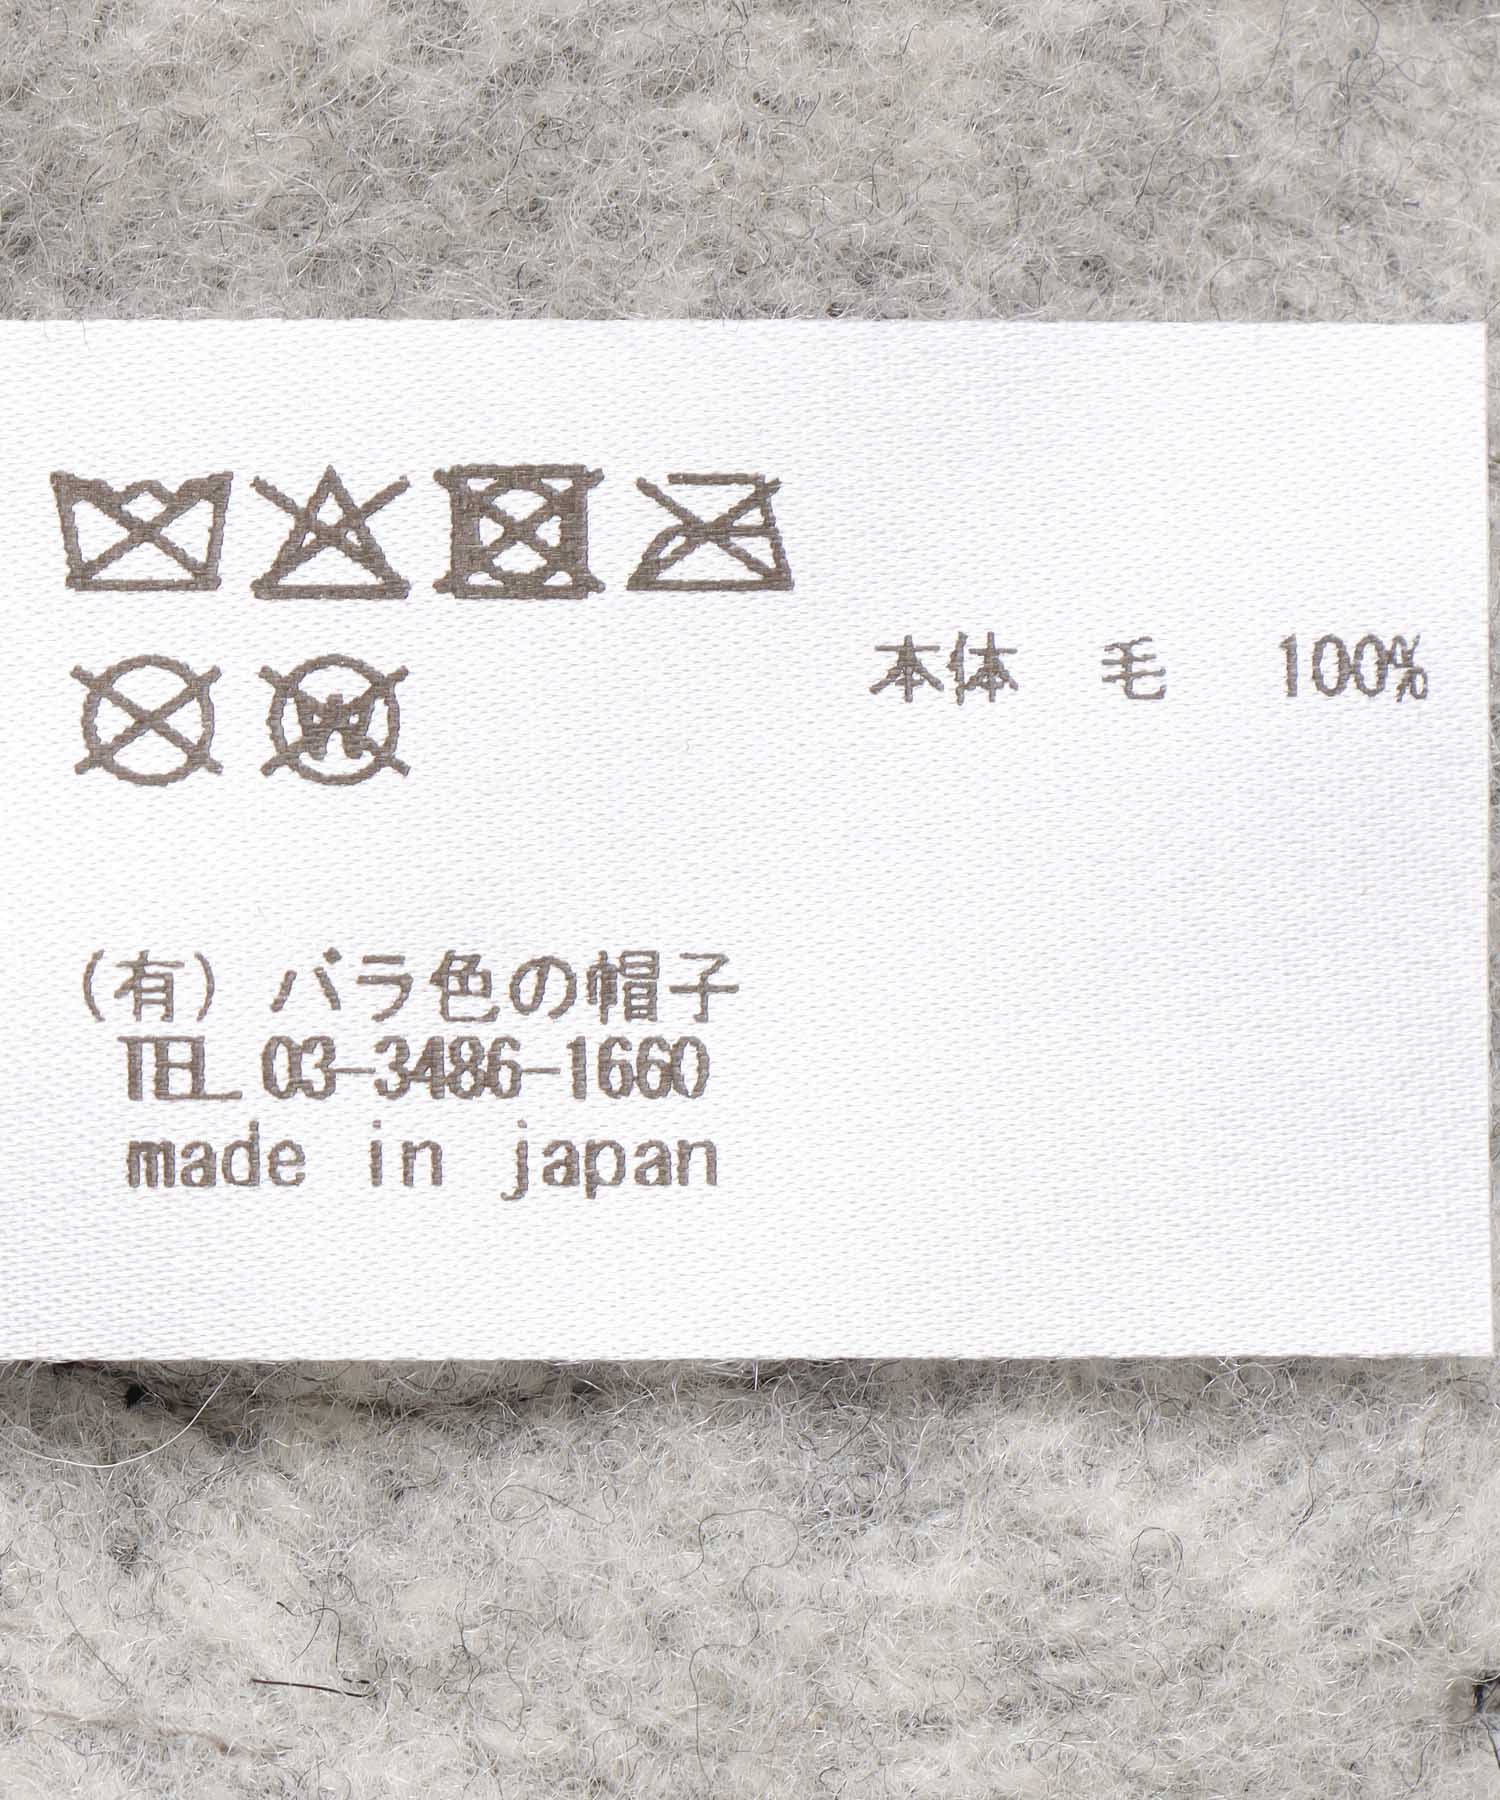 本体 毛 100%
(有) バラ色の帽子
TEL 03-3486-1660
made in japan